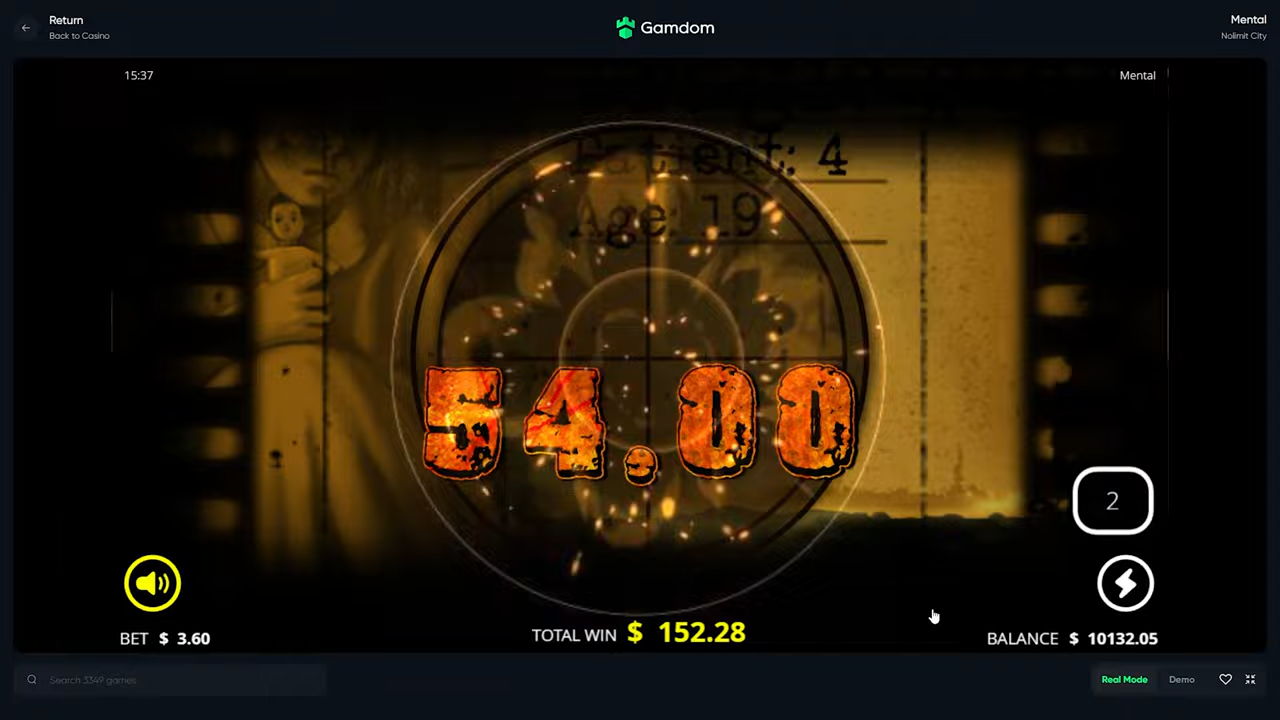 Return
Back to Casino
Gamdom
Mental
Nolimit City
15:37
Mental
Patient: 4
Age: 19
54.00
2
BET $ 3.60
TOTAL WIN $ 152.28
BALANCE $ 10132.05
Search 3349 games
Real Mode
Demo